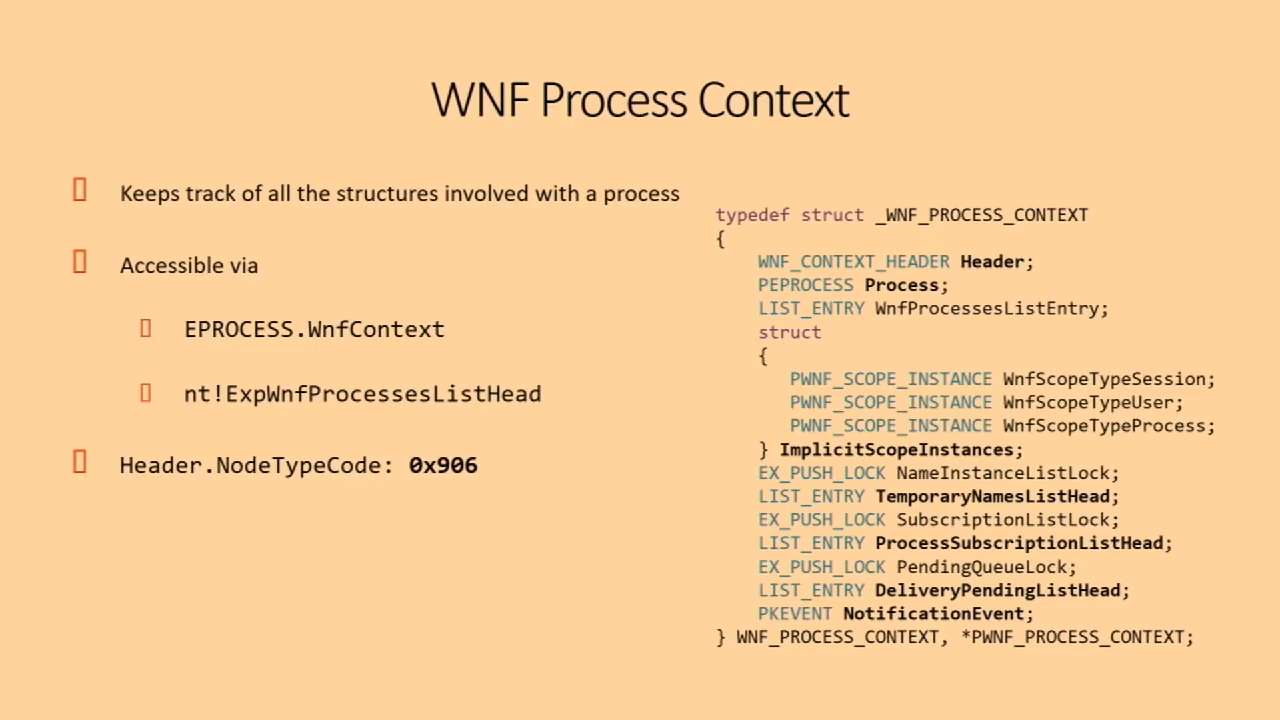 WNF Process Context
Keeps track of all the structures involved with a process
Accessible via
EPROCESS.WnfContext
nt!ExpWnfProcessesListHead
Header.NodeTypeCode: 0x906
typedef struct _WNF_PROCESS_CONTEXT
{
WNF_CONTEXT_HEADER Header;
PEPROCESS Process;
LIST_ENTRY WnfProcessesListEntry;
struct
{
PWNF_SCOPE_INSTANCE WnfScopeTypeSession;
PWNF_SCOPE_INSTANCE WnfScopeTypeUser;
PWNF_SCOPE_INSTANCE WnfScopeTypeProcess;
} ImplicitScopeInstances;
EX_PUSH_LOCK NameInstanceListLock;
LIST_ENTRY TemporaryNamesListHead;
EX_PUSH_LOCK SubscriptionListLock;
LIST_ENTRY ProcessSubscriptionListHead;
EX_PUSH_LOCK PendingQueueLock;
LIST_ENTRY DeliveryPendingListHead;
PKEVENT NotificationEvent;
} WNF_PROCESS_CONTEXT, *PWNF_PROCESS_CONTEXT;